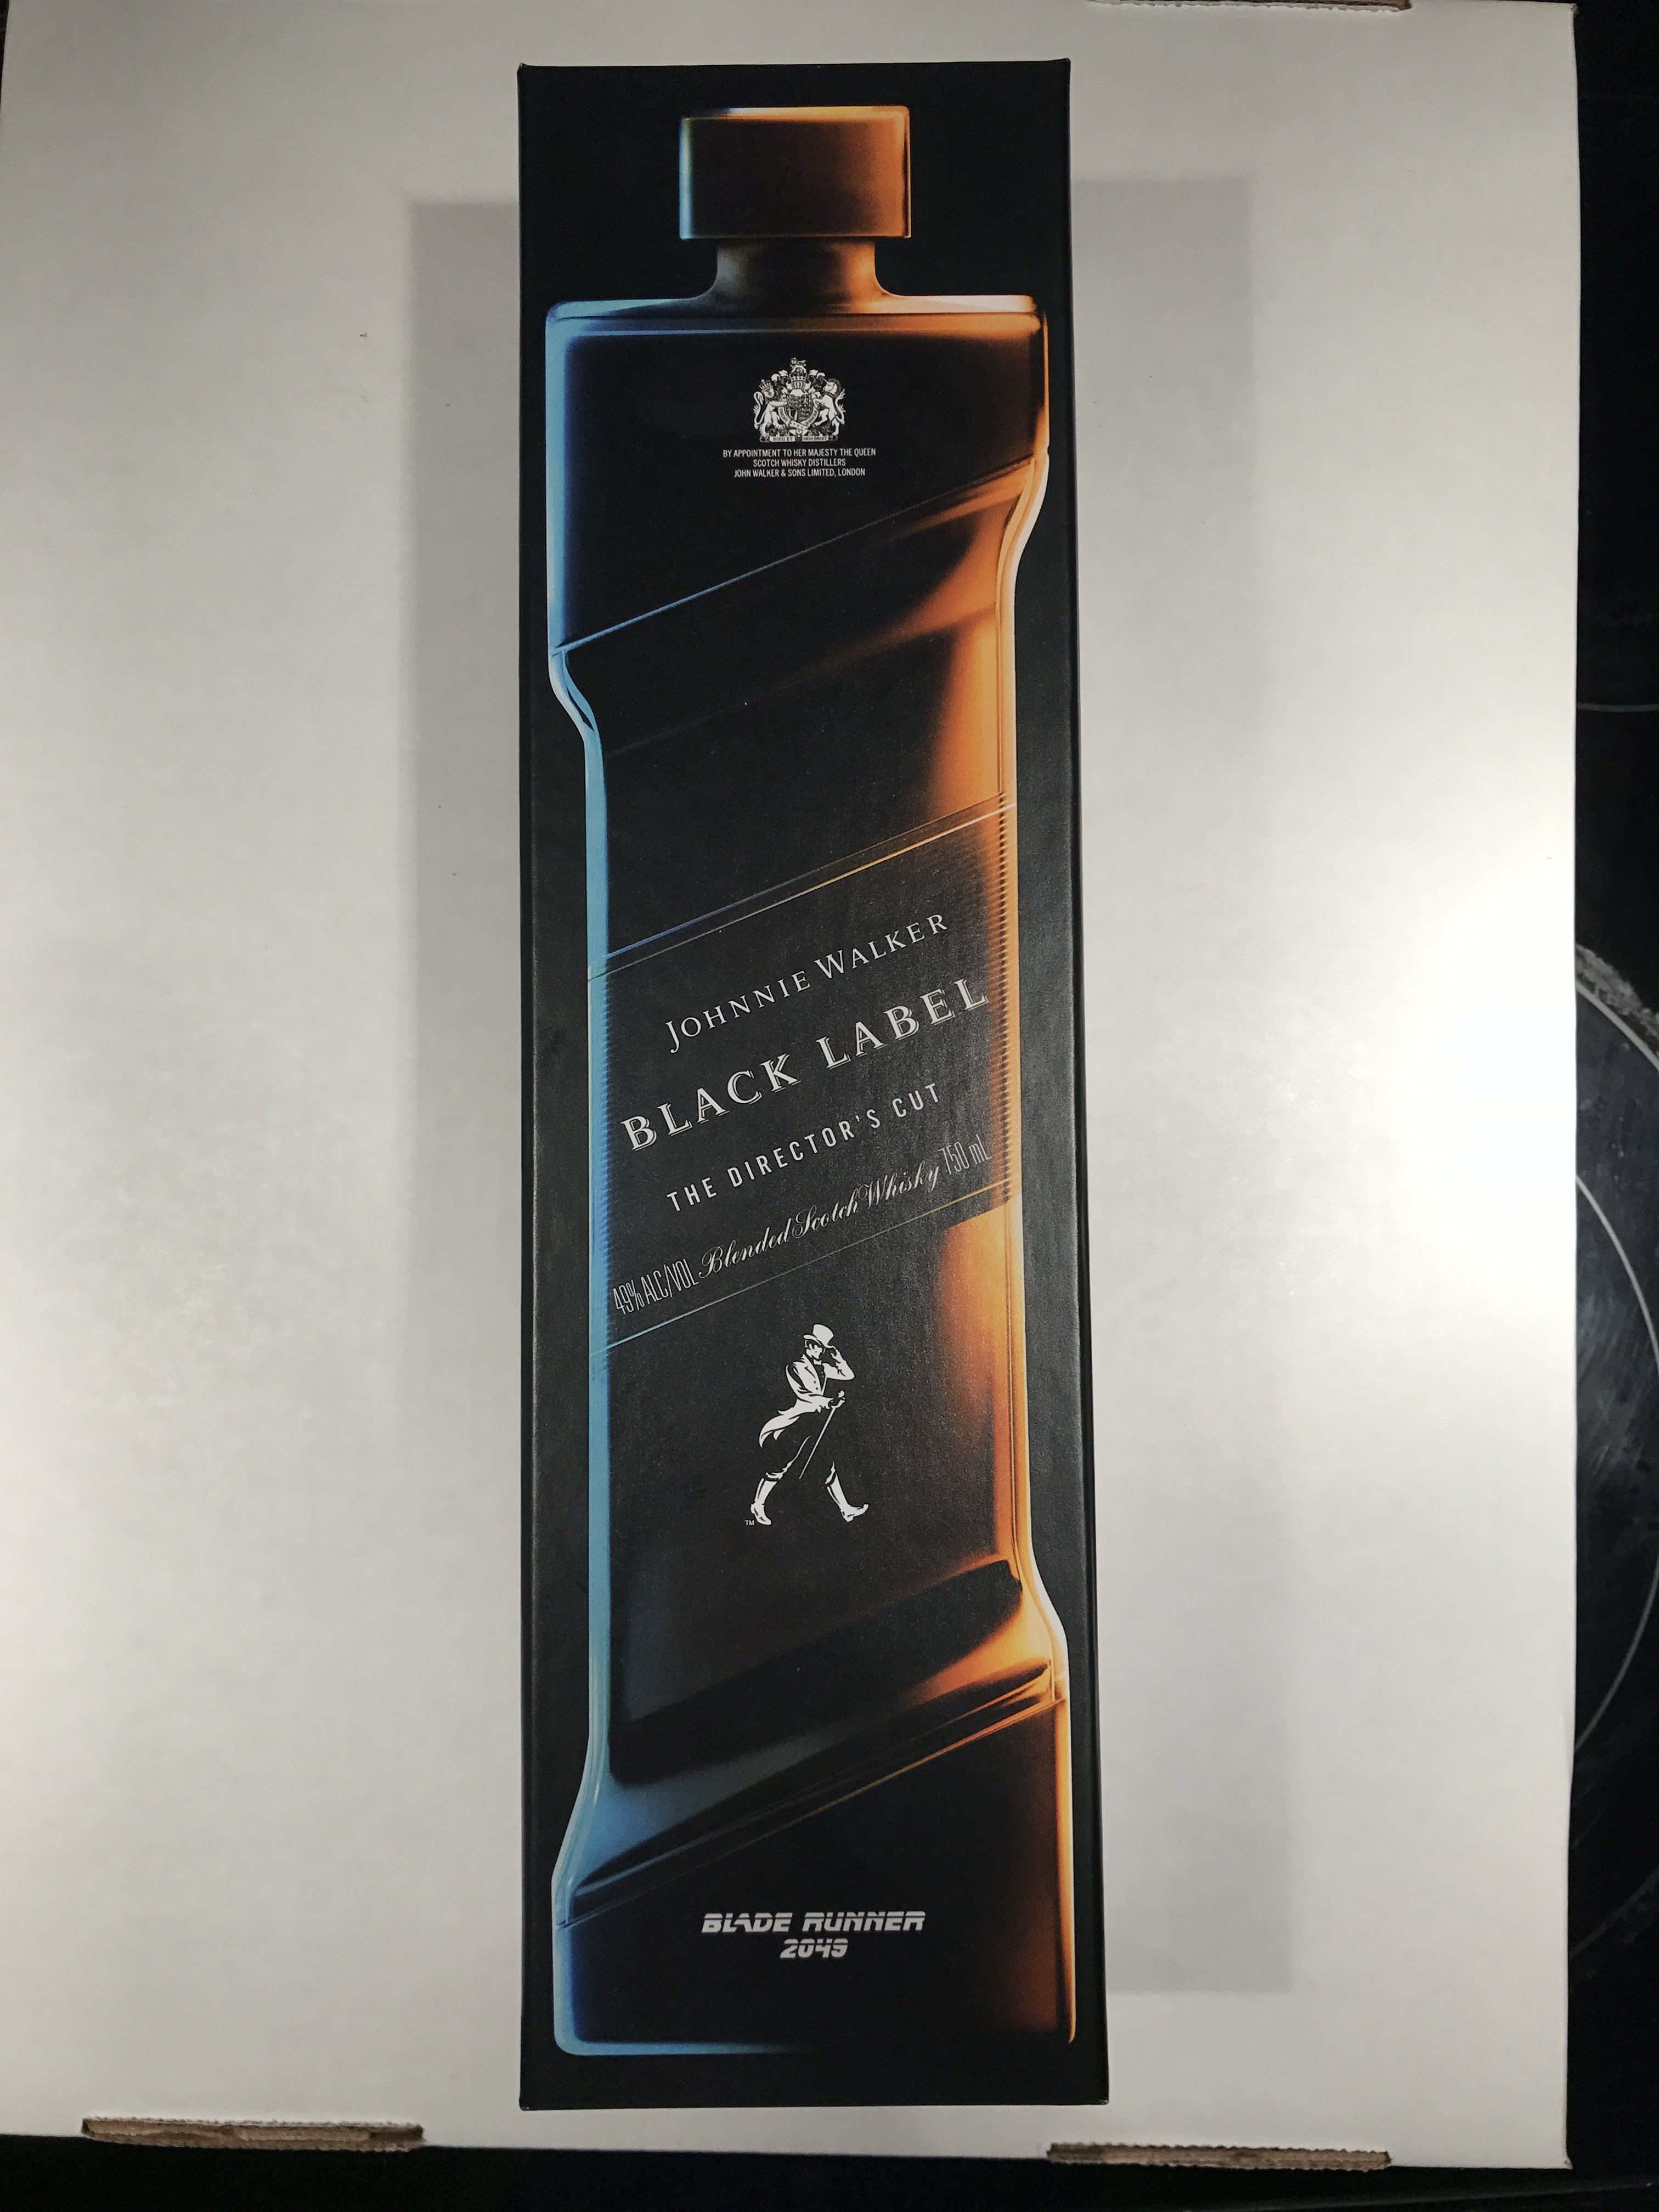 BY APPOINTMENT TO HER MAJESTY THE QUEEN
SCOTCH WHISKY DISTILLERS
JOHN WALKER & SONS LIMITED, LONDON
JOHNNIE WALKER
BLACK LABEL
THE DIRECTOR'S CUT
49% ALC/VOL Blended Scotch Whisky 750 mL
TM
BLADE RUNNER
2049